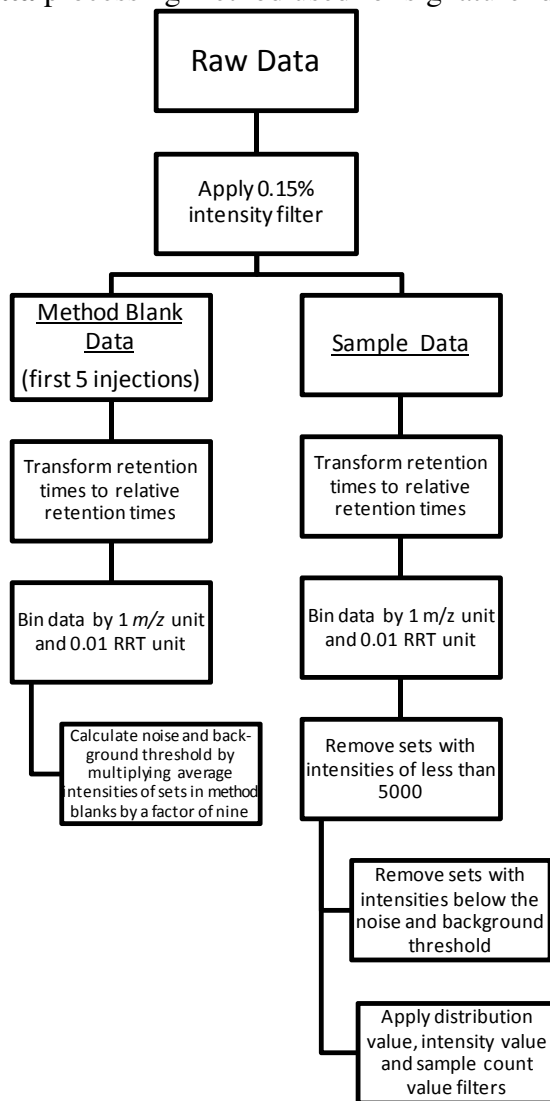 processing method used for signature
Raw Data
Apply 0.15%
intensity filter
Method Blank
Data
(first 5 injections)
Transform retention
times to relative
retention times
Bin data by 1 m/z unit
and 0.01 RRT unit
Calculate noise and back-
ground threshold by
multiplying average
intensities of sets in method
blanks by a factor of nine
Sample Data
Transform retention
times to relative
retention times
Bin data by 1 m/z unit
and 0.01 RRT unit
Remove sets with
intensities of less than
5000
Remove sets with
intensities below the
noise and background
threshold
Apply distribution
value, intensity value
and sample count
value filters